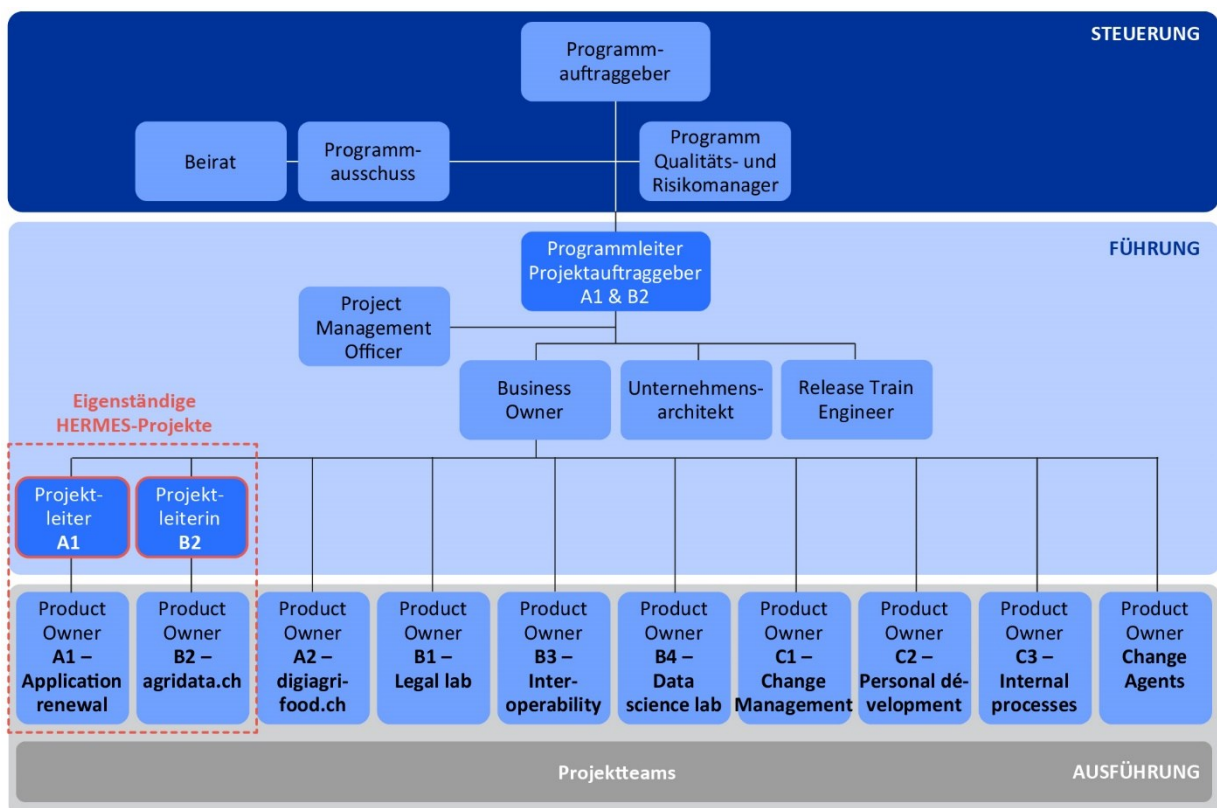 STEUERUNG
Programm-
auftraggeber
Beirat
Programm-
ausschuss
Programm
Qualitäts- und
Risikomanager
FÜHRUNG
Programmleiter
Projektauftraggeber
A1 & B2
Project
Management
Officer
Business
Owner
Unternehmens-
architekt
Release Train
Engineer
Eigenständige
HERMES-Projekte
Projekt-
leiter
A1
Projekt-
leiterin
B2
Product
Owner
A1 –
Application
renewal
Product
Owner
B2 –
agridata.ch
Product
Owner
A2 –
digiagri-
food.ch
Product
Owner
B1 –
Legal lab
Product
Owner
B3 –
Inter-
operability
Product
Owner
B4 –
Data
science lab
Product
Owner
C1 –
Change
Management
Product
Owner
C2 –
Personal dé-
velopment
Product
Owner
C3 –
Internal
processes
Product
Owner
Change
Agents
Projektteams
AUSFÜHRUNG